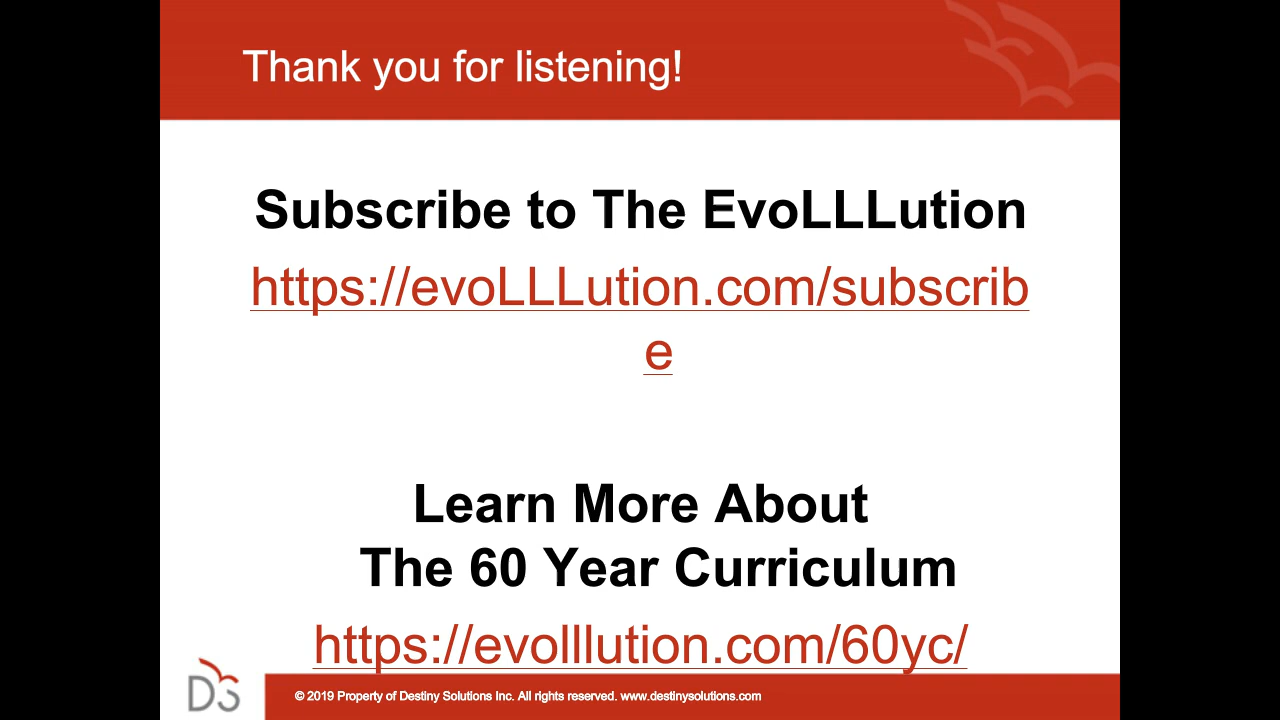 Thank you for listening!
Subscribe to The EvoLLLution
https://evoLLLution.com/subscrib
e
Learn More About
The 60 Year Curriculum
https://evolllution.com/60yc/
DS
© 2019 Property of Destiny Solutions Inc. All rights reserved. www.destinysolutions.com